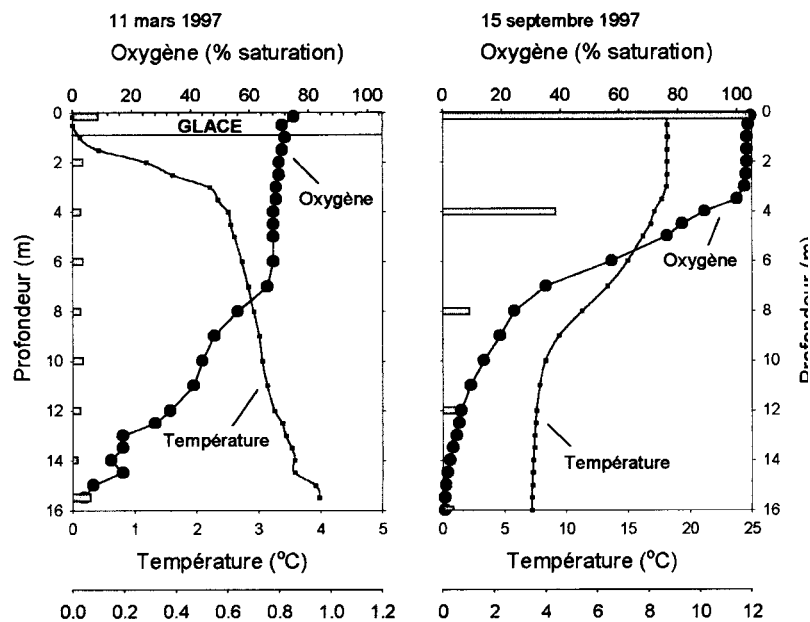 11 mars 1997
Oxygène (% saturation)
0 20 40 60 80 100
0
2
4
6
8
10
12
14
16
Profondeur (m)
GLACE
Oxygène
Température
0 1 2 3 4 5
Température (°C)
0.0 0.2 0.4 0.6 0.8 1.0 1.2
15 septembre 1997
Oxygène (% saturation)
0 20 40 60 80 100
0
2
4
6
8
10
12
14
16
Profondeur (m)
Oxygène
Température
0 5 10 15 20 25
Température (°C)
0 2 4 6 8 10 12